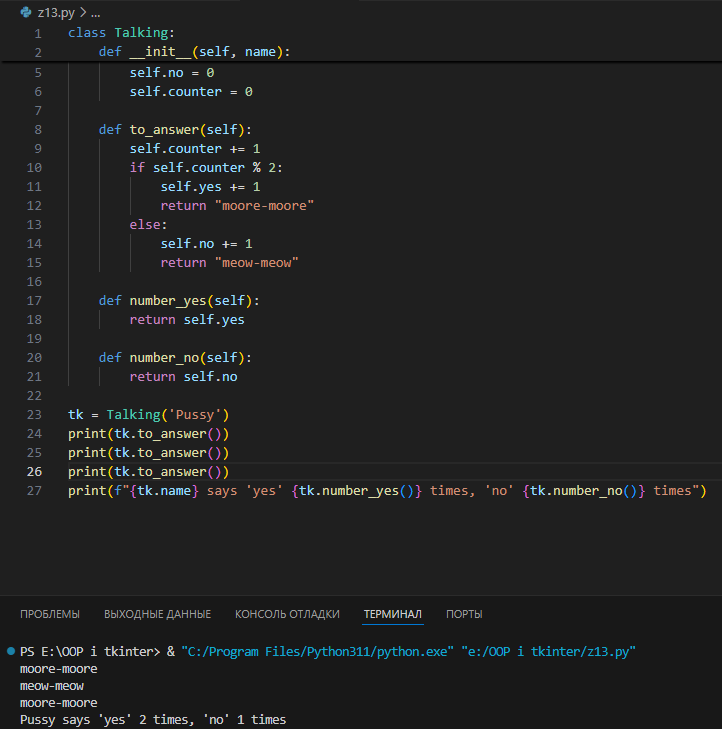 z13.py > ...
1 class Talking:
2     def __init__(self, name):
5         self.no = 0
6         self.counter = 0
7
8     def to_answer(self):
9         self.counter += 1
10         if self.counter % 2:
11             self.yes += 1
12             return "moore-moore"
13         else:
14             self.no += 1
15             return "meow-meow"
16
17     def number_yes(self):
18         return self.yes
19
20     def number_no(self):
21         return self.no
22
23 tk = Talking('Pussy')
24 print(tk.to_answer())
25 print(tk.to_answer())
26 print(tk.to_answer())
27 print(f"{tk.name} says 'yes' {tk.number_yes()} times, 'no' {tk.number_no()} times")
ПРОБЛЕМЫ ВЫХОДНЫЕ ДАННЫЕ КОНСОЛЬ ОТЛАДКИ ТЕРМИНАЛ ПОРТЫ
PS E:\OOP i tkinter> & "C:/Program Files/Python311/python.exe" "e:/OOP i tkinter/z13.py"
moore-moore
meow-meow
moore-moore
Pussy says 'yes' 2 times, 'no' 1 times